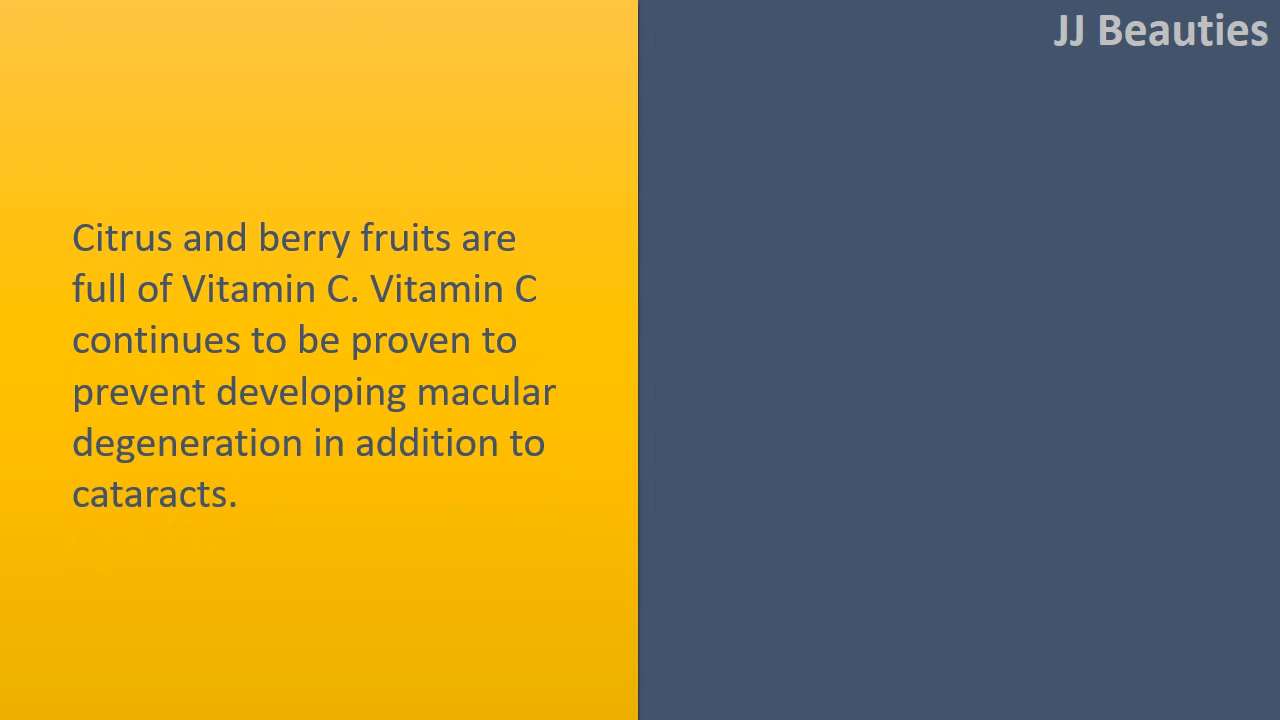 JJ Beauties
Citrus and berry fruits are
full of Vitamin C. Vitamin C
continues to be proven to
prevent developing macular
degeneration in addition to
cataracts.